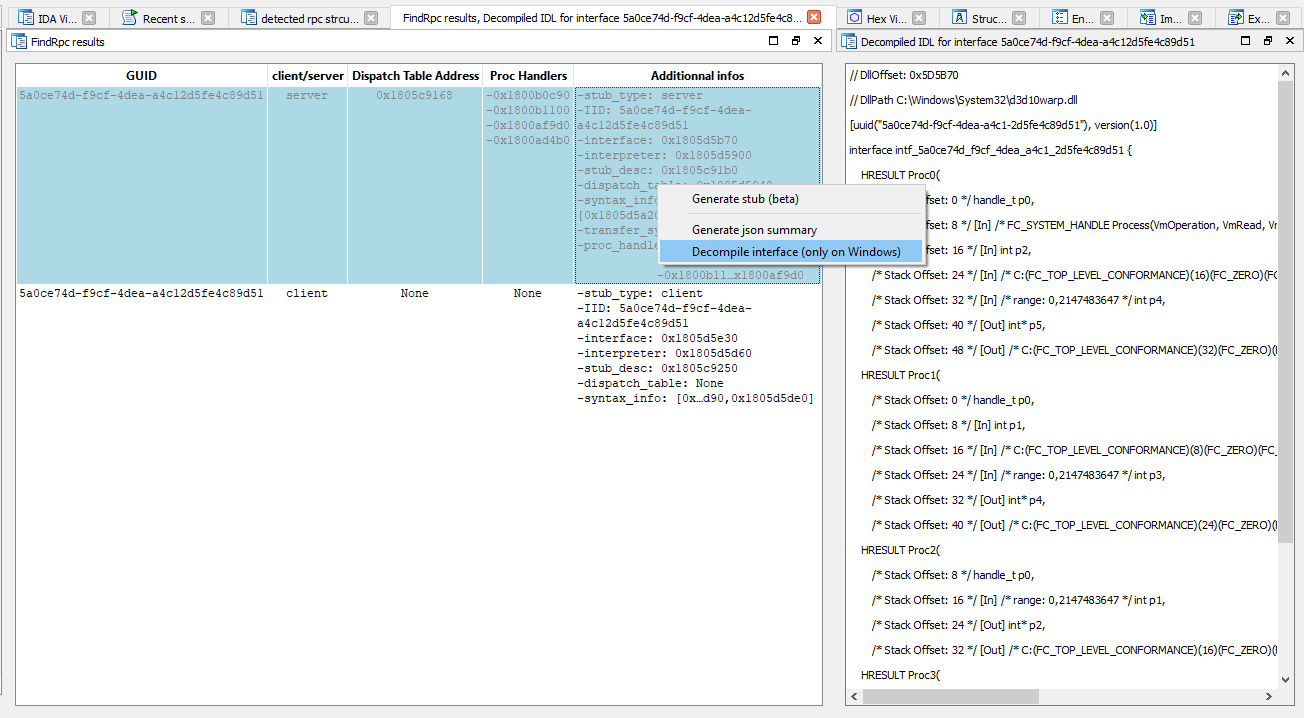 IDA Vi...
Recent s...
detected rpc strcu...
FindRpc results, Decompiled IDL for interface 5a0ce74d-f9cf-4dea-a4c12d5fe4c8...
Hex Vi...
Struc...
En...
Im...
Ex...
FindRpc results
GUID client/server Dispatch Table Address Proc Handlers Additionnal infos
5a0ce74d-f9cf-4dea-a4c12d5fe4c89d51 server 0x1805c9168 -0x1800b0c90 -stub_type: server
-0x1800b1100 -IID: 5a0ce74d-f9cf-4dea-
-0x1800af9d0 a4c12d5fe4c89d51
-0x1800ad4b0 -interface: 0x1805d5b70
-interpreter: 0x1805d5900
-stub_desc: 0x1805c91b0
-dispatch_table: 0x1805d5940
-syntax_info
[0x1805d5a20
-transfer_sy
-proc_handle
-0x1800b11...x1800af9d0
Generate stub (beta)
Generate json summary
Decompile interface (only on Windows)
5a0ce74d-f9cf-4dea-a4c12d5fe4c89d51 client None None -stub_type: client
-IID: 5a0ce74d-f9cf-4dea-
a4c12d5fe4c89d51
-interface: 0x1805d5e30
-interpreter: 0x1805d5d60
-stub_desc: 0x1805c9250
-dispatch_table: None
-syntax_info: [0x...d90,0x1805d5de0]
Decompiled IDL for interface 5a0ce74d-f9cf-4dea-a4c12d5fe4c89d51
// DllOffset: 0x5D5B70
// DllPath C:\Windows\System32\d3d10warp.dll
[uuid("5a0ce74d-f9cf-4dea-a4c1-2d5fe4c89d51"), version(1.0)]
interface intf_5a0ce74d_f9cf_4dea_a4c1_2d5fe4c89d51 {
HRESULT Proc0(
fset: 0 */ handle_t p0,
fset: 8 */ [In] /* FC_SYSTEM_HANDLE Process(VmOperation, VmRead, Vr
fset: 16 */ [In] int p2,
/* Stack Offset: 24 */ [In] /* C:(FC_TOP_LEVEL_CONFORMANCE)(16)(FC_ZERO)(FC
/* Stack Offset: 32 */ [In] /* range: 0,2147483647 */ int p4,
/* Stack Offset: 40 */ [Out] int* p5,
/* Stack Offset: 48 */ [Out] /* C:(FC_TOP_LEVEL_CONFORMANCE)(32)(FC_ZERO)(
HRESULT Proc1(
/* Stack Offset: 0 */ handle_t p0,
/* Stack Offset: 8 */ [In] int p1,
/* Stack Offset: 16 */ [In] /* C:(FC_TOP_LEVEL_CONFORMANCE)(8)(FC_ZERO)(FC_
/* Stack Offset: 24 */ [In] /* range: 0,2147483647 */ int p3,
/* Stack Offset: 32 */ [Out] int* p4,
/* Stack Offset: 40 */ [Out] /* C:(FC_TOP_LEVEL_CONFORMANCE)(24)(FC_ZERO)(
HRESULT Proc2(
/* Stack Offset: 8 */ handle_t p0,
/* Stack Offset: 16 */ [In] /* range: 0,2147483647 */ int p1,
/* Stack Offset: 24 */ [Out] int* p2,
/* Stack Offset: 32 */ [Out] /* C:(FC_TOP_LEVEL_CONFORMANCE)(16)(FC_ZERO)(
HRESULT Proc3(